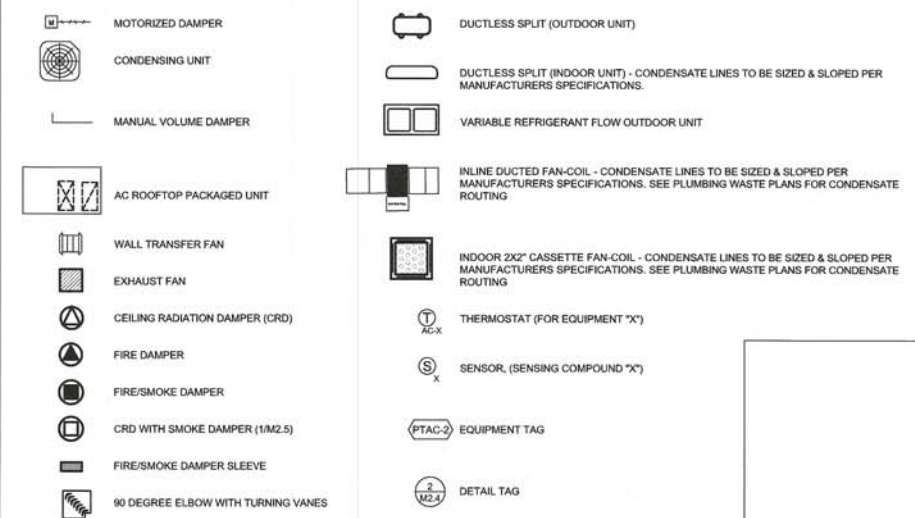 M MOTORIZED DAMPER
CONDENSING UNIT
MANUAL VOLUME DAMPER
AC ROOFTOP PACKAGED UNIT
WALL TRANSFER FAN
EXHAUST FAN
CEILING RADIATION DAMPER (CRD)
FIRE DAMPER
FIRE/SMOKE DAMPER
CRD WITH SMOKE DAMPER (1/M2.5)
FIRE/SMOKE DAMPER SLEEVE
90 DEGREE ELBOW WITH TURNING VANES
DUCTLESS SPLIT (OUTDOOR UNIT)
DUCTLESS SPLIT (INDOOR UNIT) - CONDENSATE LINES TO BE SIZED & SLOPED PER
MANUFACTURERS SPECIFICATIONS.
VARIABLE REFRIGERANT FLOW OUTDOOR UNIT
INLINE DUCTED FAN-COIL - CONDENSATE LINES TO BE SIZED & SLOPED PER
MANUFACTURERS SPECIFICATIONS. SEE PLUMBING WASTE PLANS FOR CONDENSATE
ROUTING
INDOOR 2X2" CASSETTE FAN-COIL - CONDENSATE LINES TO BE SIZED & SLOPED PER
MANUFACTURERS SPECIFICATIONS. SEE PLUMBING WASTE PLANS FOR CONDENSATE
ROUTING
T THERMOSTAT (FOR EQUIPMENT "X")
AC-X
S SENSOR, (SENSING COMPOUND "X")
X
PTAC-2 EQUIPMENT TAG
2
M2.4 DETAIL TAG